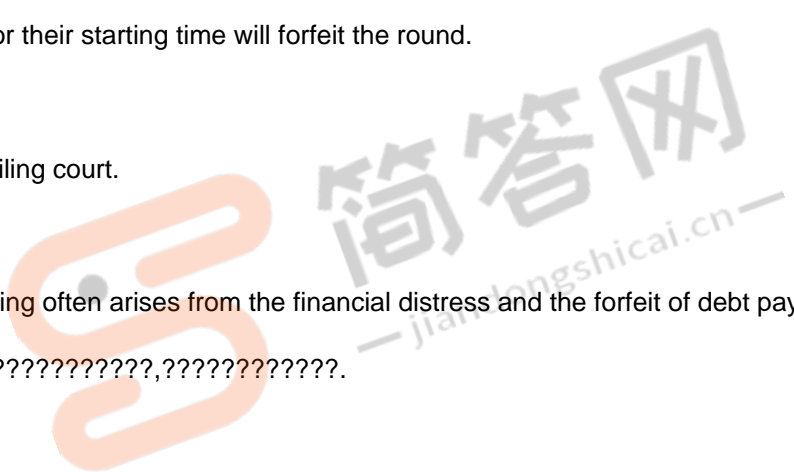 or their starting time will forfeit the round.
iling court.
ing often arises from the financial distress and the forfeit of debt pay
???????????,????????????.
简答网
jiandongshicai.cn